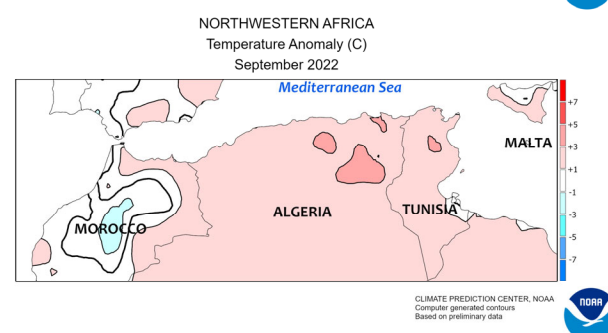 NORTHWESTERN AFRICA
Temperature Anomaly (C)
September 2022
Mediterranean Sea
MALTA
ALGERIA
TUNISIA
MOROCCO
+7
+5
+3
+1
-1
-3
-5
-7
CLIMATE PREDICTION CENTER, NOAA
Computer generated contours
Based on preliminary data
NOAA